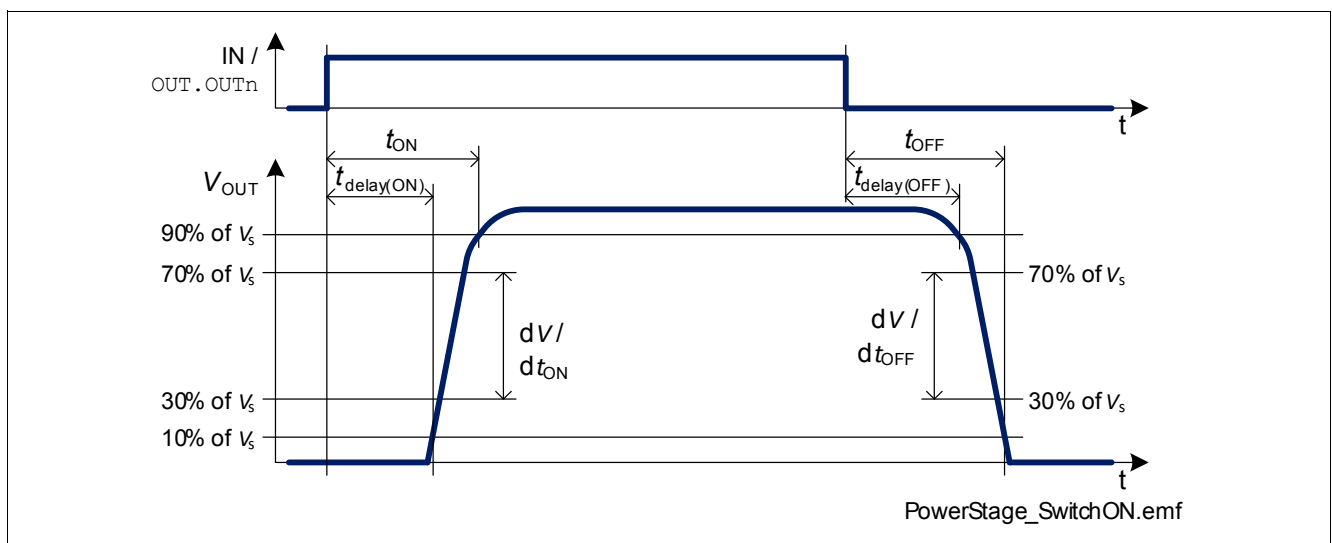 IN /
OUT.OUTn
t
tON
tOFF
VOUT
tdelay(ON)
tdelay(OFF)
90% of Vs
70% of Vs
70% of Vs
dV /
dtON
dV /
dtOFF
30% of Vs
30% of Vs
10% of Vs
t
PowerStage_SwitchON.emf